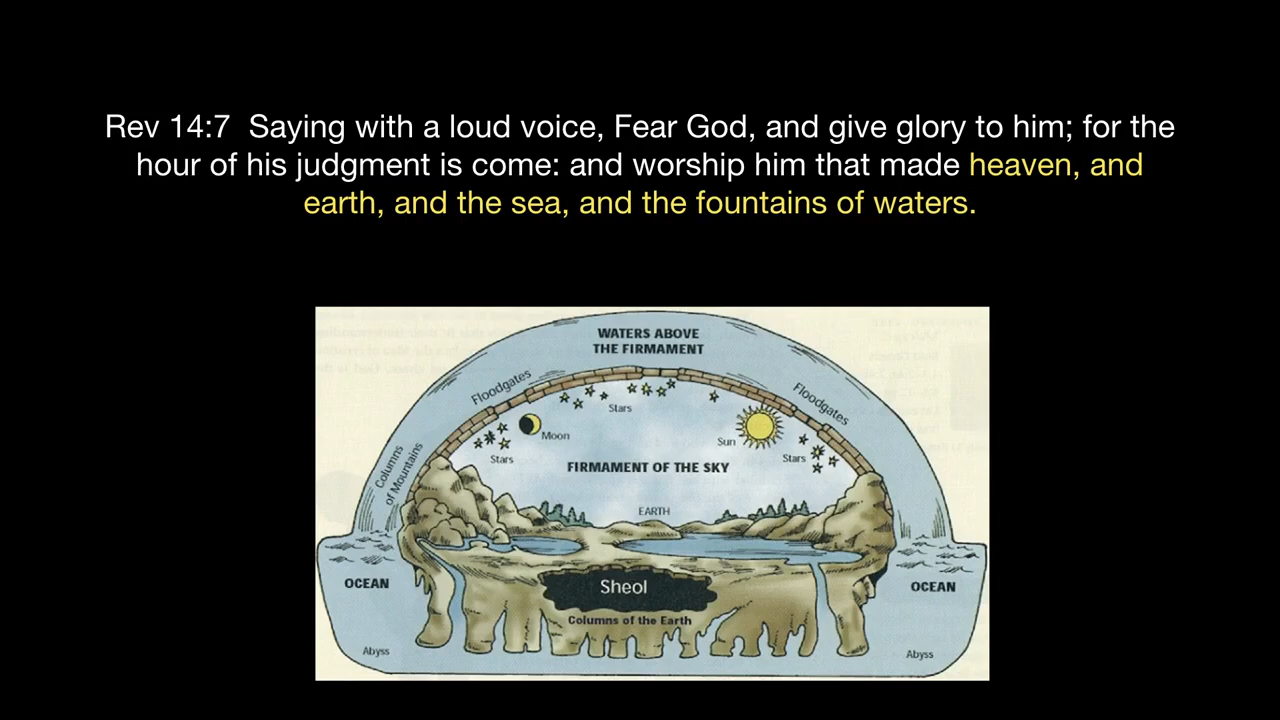 Rev 14:7  Saying with a loud voice, Fear God, and give glory to him; for the
hour of his judgment is come: and worship him that made heaven, and
earth, and the sea, and the fountains of waters.
WATERS ABOVE
THE FIRMAMENT
Floodgates
Floodgates
Stars
Stars
Moon
Sun
Stars
Columns
of Mountains
FIRMAMENT OF THE SKY
EARTH
OCEAN
Sheol
OCEAN
Columns of the Earth
Abyss
Abyss